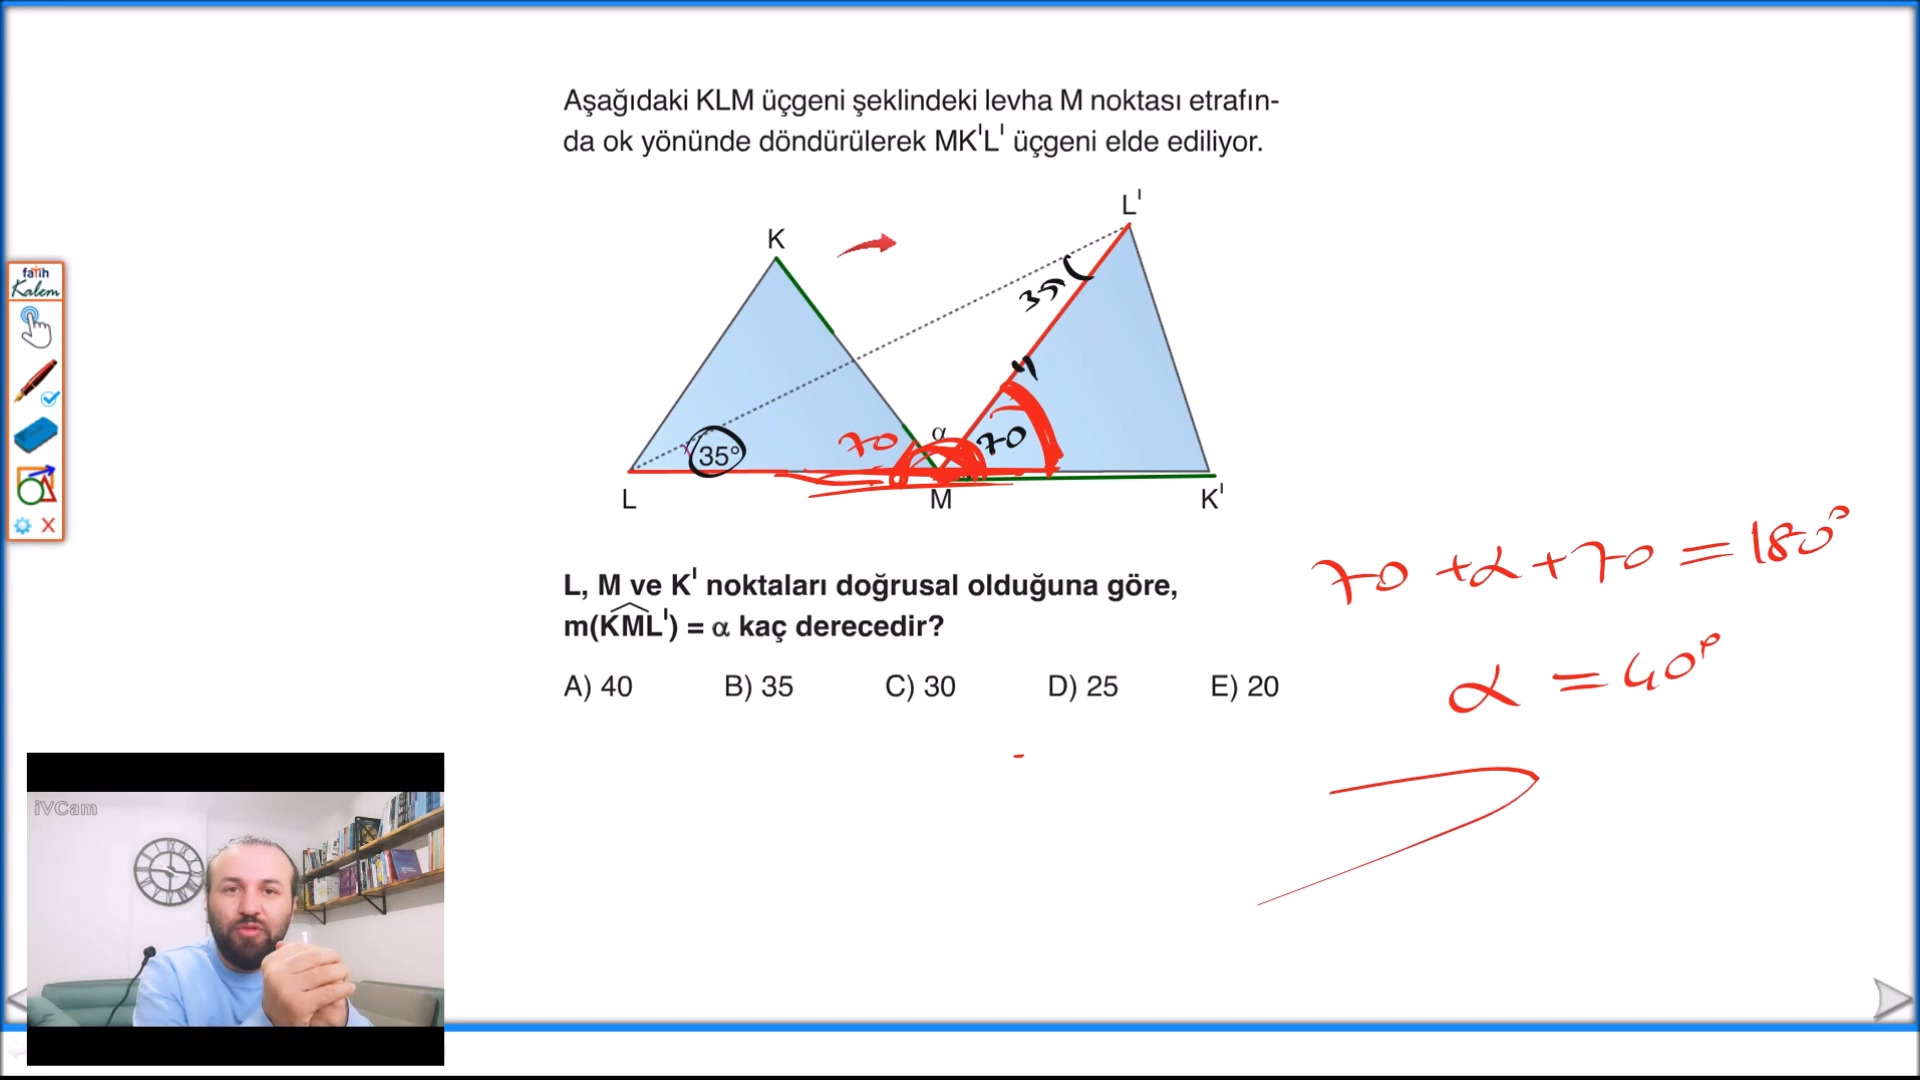 Aşağıdaki KLM üçgeni şeklindeki levha M noktası etrafın-
da ok yönünde döndürülerek MK'L' üçgeni elde ediliyor.
L'
K
35
fatih
Kalem
α
70
70
35°
L
M
K'
L, M ve K' noktaları doğrusal olduğuna göre,
m(KML') = α kaç derecedir?
A) 40 B) 35 C) 30 D) 25 E) 20
70 + α + 70 = 180°
α = 40°
iVCam